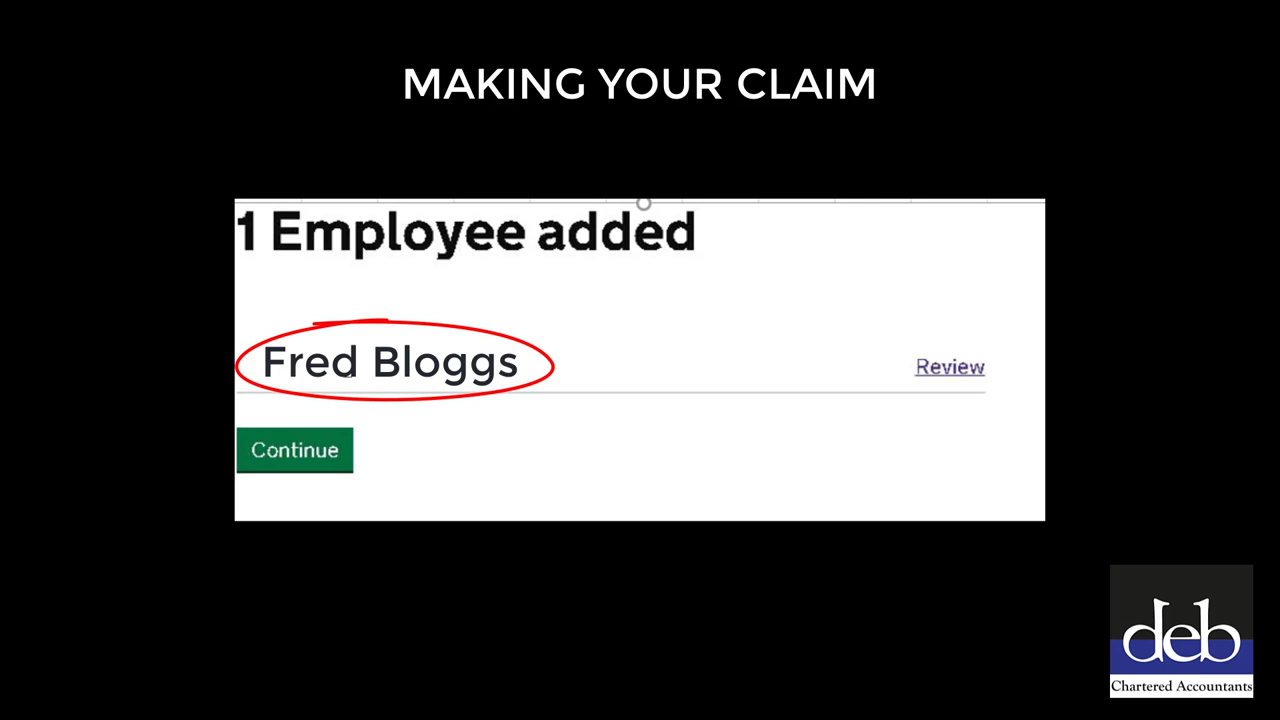 MAKING YOUR CLAIM
1 Employee added
Fred Bloggs
Review
Continue
deb
Chartered Accountants